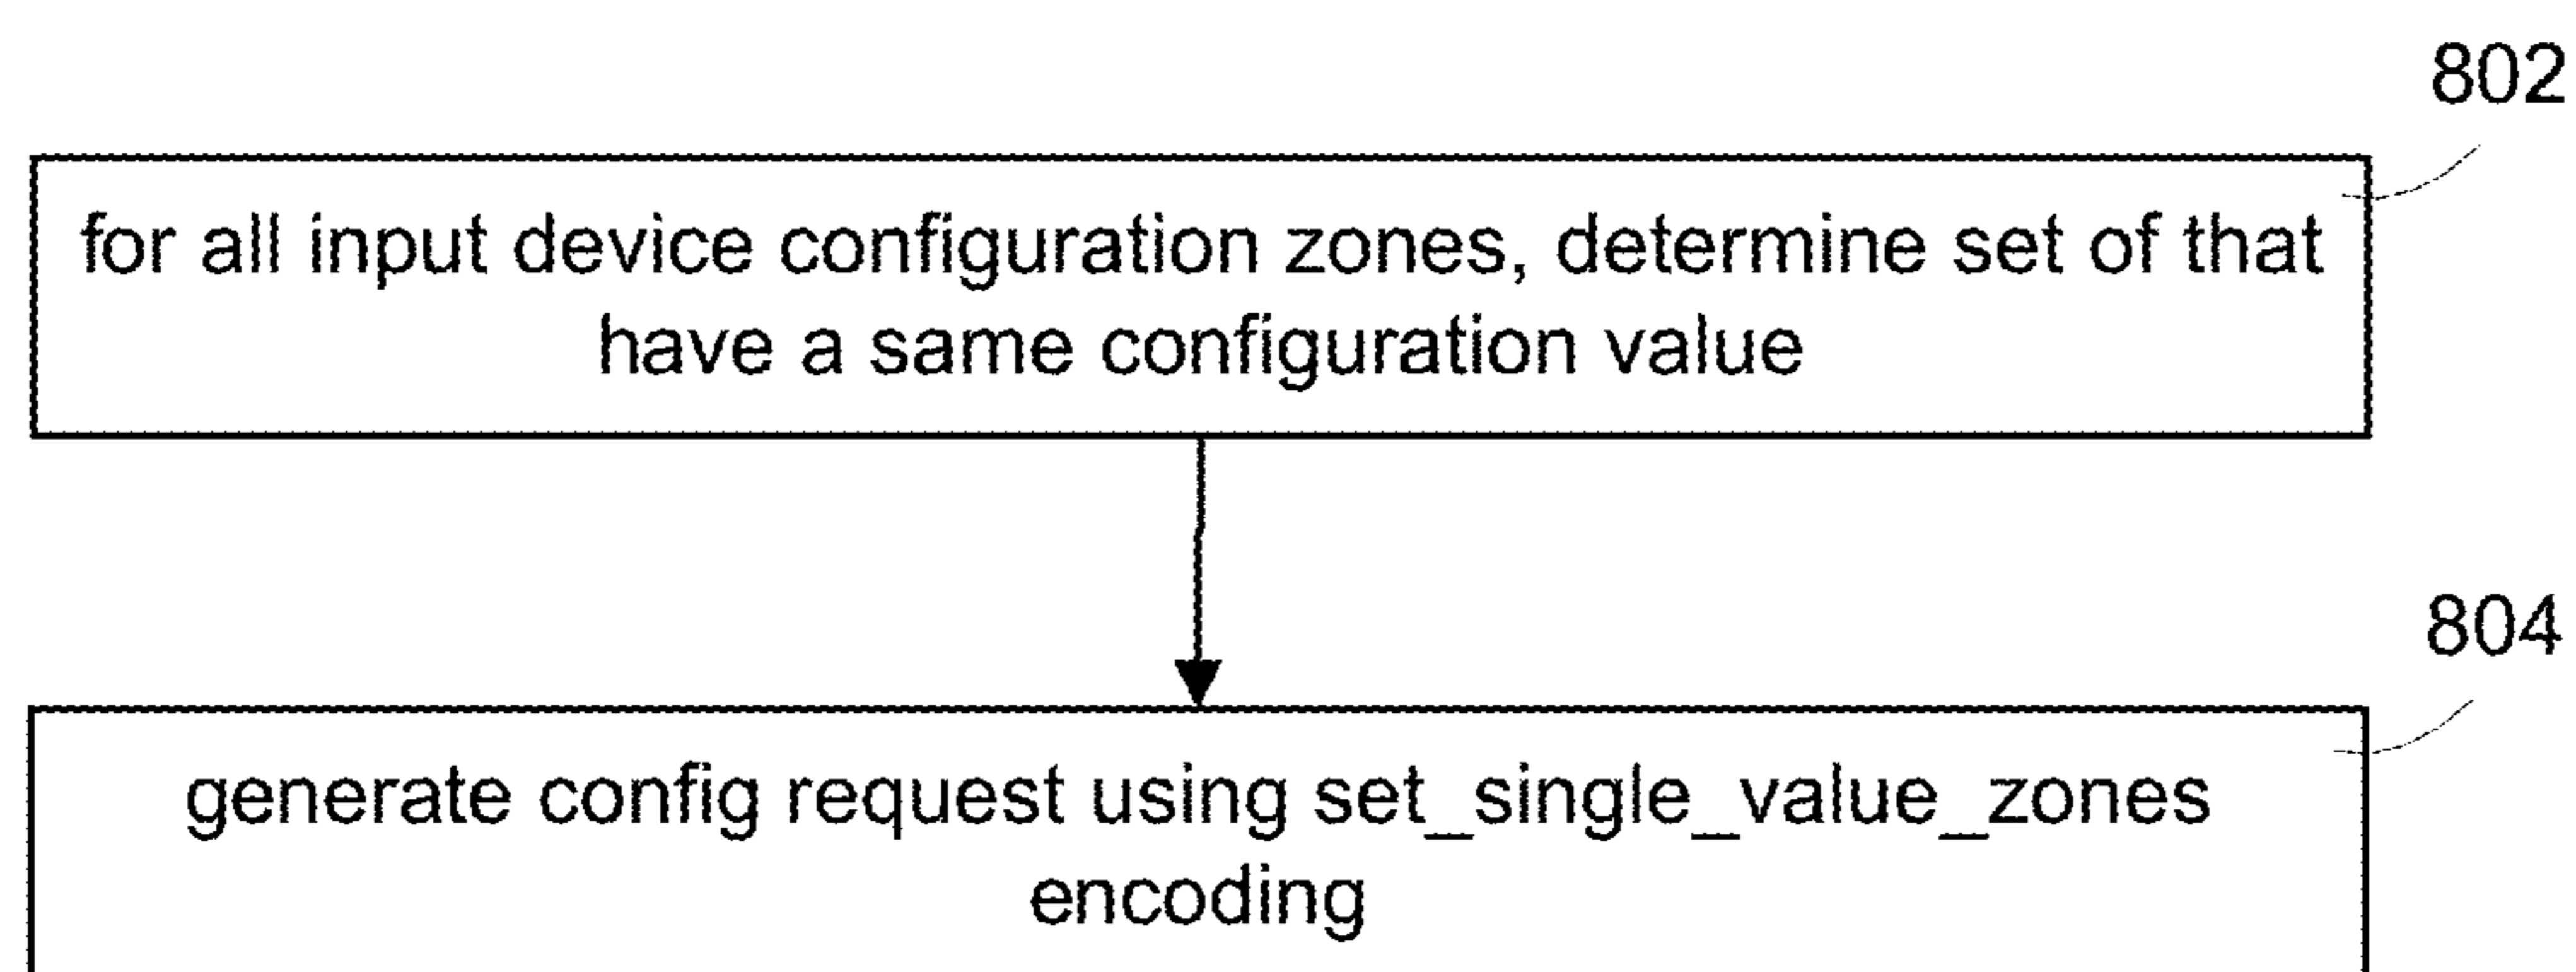 802
for all input device configuration zones, determine set of that
have a same configuration value
804
generate config request using set_single_value_zones
encoding